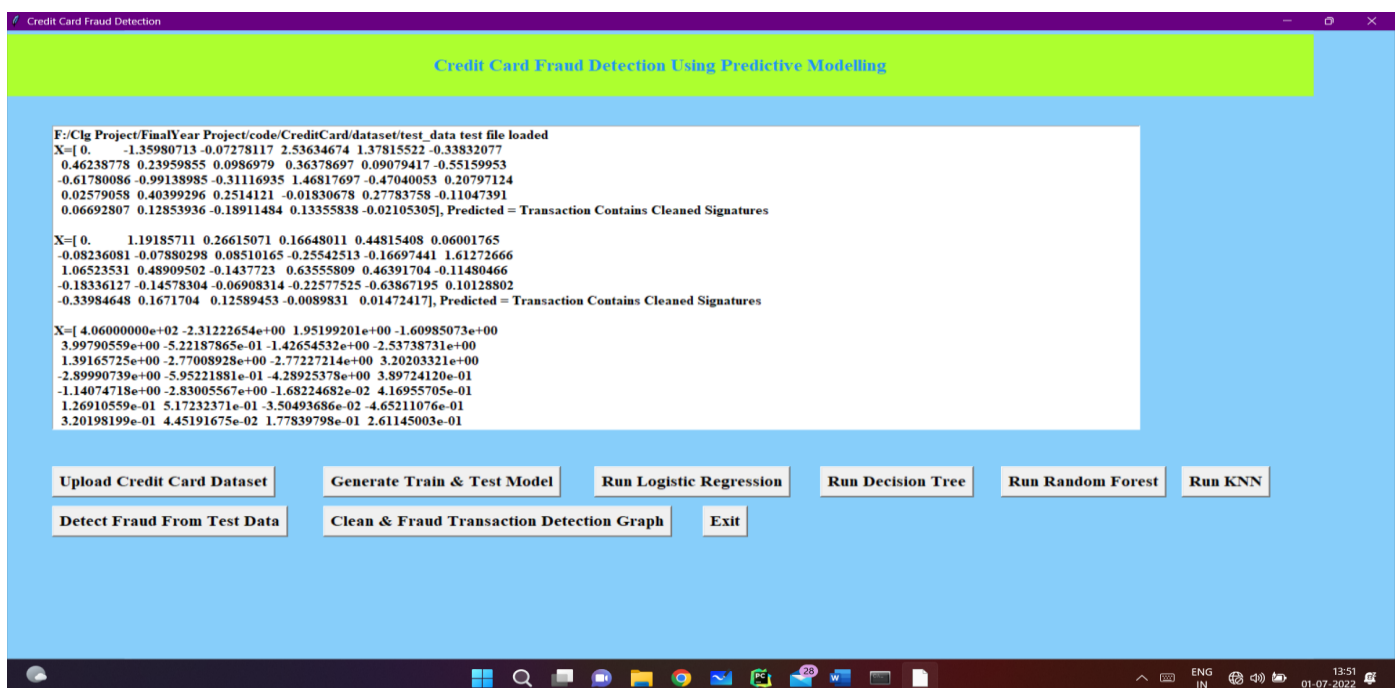 Credit Card Fraud Detection
Credit Card Fraud Detection Using Predictive Modelling
F:/Clg Project/FinalYear Project/code/CreditCard/dataset/test_data test file loaded
X=[ 0. -1.35980713 -0.07278117 2.53634674 1.37815522 -0.33832077
0.46238778 0.23959855 0.0986979 0.36378697 0.09079417 -0.55159953
-0.61780086 -0.99138985 -0.31116935 1.46817697 -0.47040053 0.20797124
0.02579058 0.40399296 0.2514121 -0.01830678 0.27783758 -0.11047391
0.06692807 0.12853936 -0.18911484 0.13355838 -0.02105305], Predicted = Transaction Contains Cleaned Signatures
X=[ 0. 1.19185711 0.26615071 0.16648011 0.44815408 0.06001765
-0.08236081 -0.07880298 0.08510165 -0.25542513 -0.16697441 1.61272666
1.06523531 0.48909502 -0.1437723 0.63555809 0.46391704 -0.11480466
-0.18336127 -0.14578304 -0.06908314 -0.22577525 -0.63867195 0.10128802
-0.33984648 0.1671704 0.12589453 -0.0089831 0.01472417], Predicted = Transaction Contains Cleaned Signatures
X=[ 4.06000000e+02 -2.31222654e+00 1.95199201e+00 -1.60985073e+00
3.99790559e+00 -5.22187865e-01 -1.42654532e+00 -2.53738731e+00
1.39165725e+00 -2.77008928e+00 -2.77227214e+00 3.20203321e+00
-2.89990739e+00 -5.95221881e-01 -4.28925378e+00 3.89724120e-01
-1.14074718e+00 -2.83005567e+00 -1.68224682e-02 4.16955705e-01
1.26910559e-01 5.17232371e-01 -3.50493686e-02 -4.65211076e-01
3.20198199e-01 4.45191675e-02 1.77839798e-01 2.61145003e-01
Upload Credit Card Dataset Generate Train & Test Model Run Logistic Regression Run Decision Tree Run Random Forest Run KNN
Detect Fraud From Test Data Clean & Fraud Transaction Detection Graph Exit
28
ENG 13:51
IN 01-07-2022